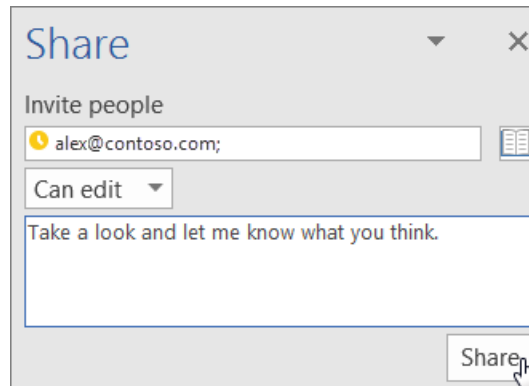 Share
Invite people
alex@contoso.com;
Can edit
Take a look and let me know what you think.
Share